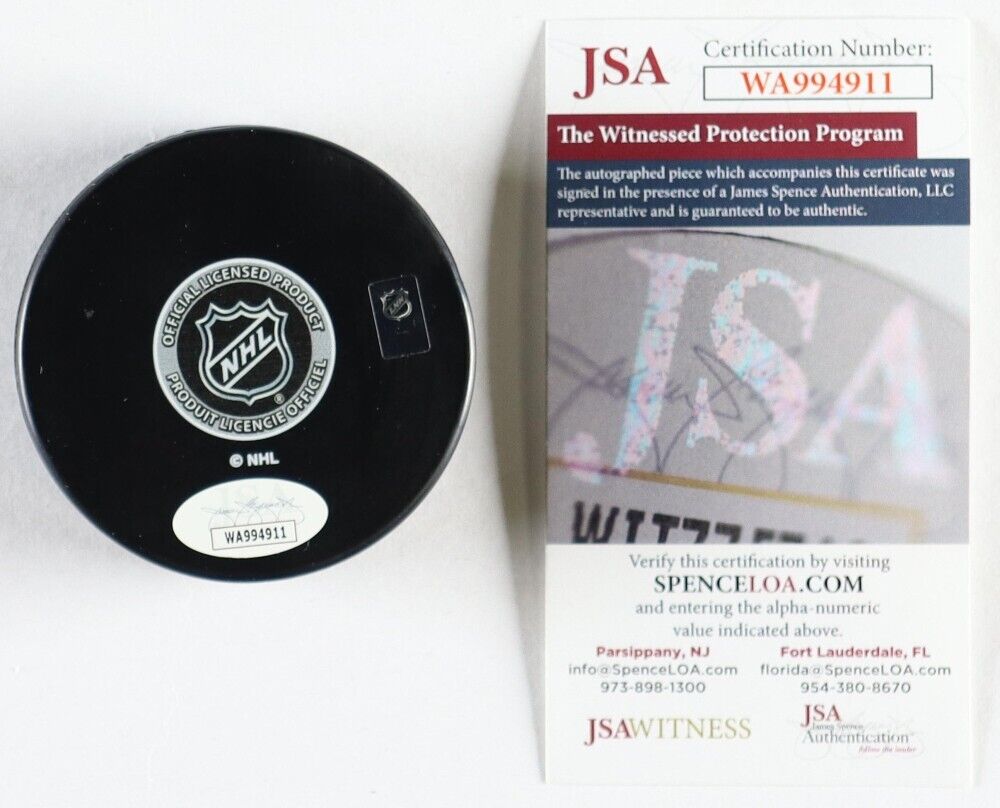 OFFICIAL LICENSED PRODUCT
NHL
®
PRODUIT LICENCIE OFFICIEL
© NHL
WA994911
JSA
Certification Number:
WA994911
The Witnessed Protection Program
The autographed piece which accompanies this certificate was
signed in the presence of a James Spence Authentication, LLC
representative and is guaranteed to be authentic.
JSA
Verify this certification by visiting
SPENCELOA.COM
and entering the alpha-numeric
value indicated above.
Parsippany, NJ
info@SpenceLOA.com
973-898-1300
Fort Lauderdale, FL
florida@SpenceLOA.com
954-380-8670
JSAWITNESS
JSA
James Spence
Authentication
follow the leader